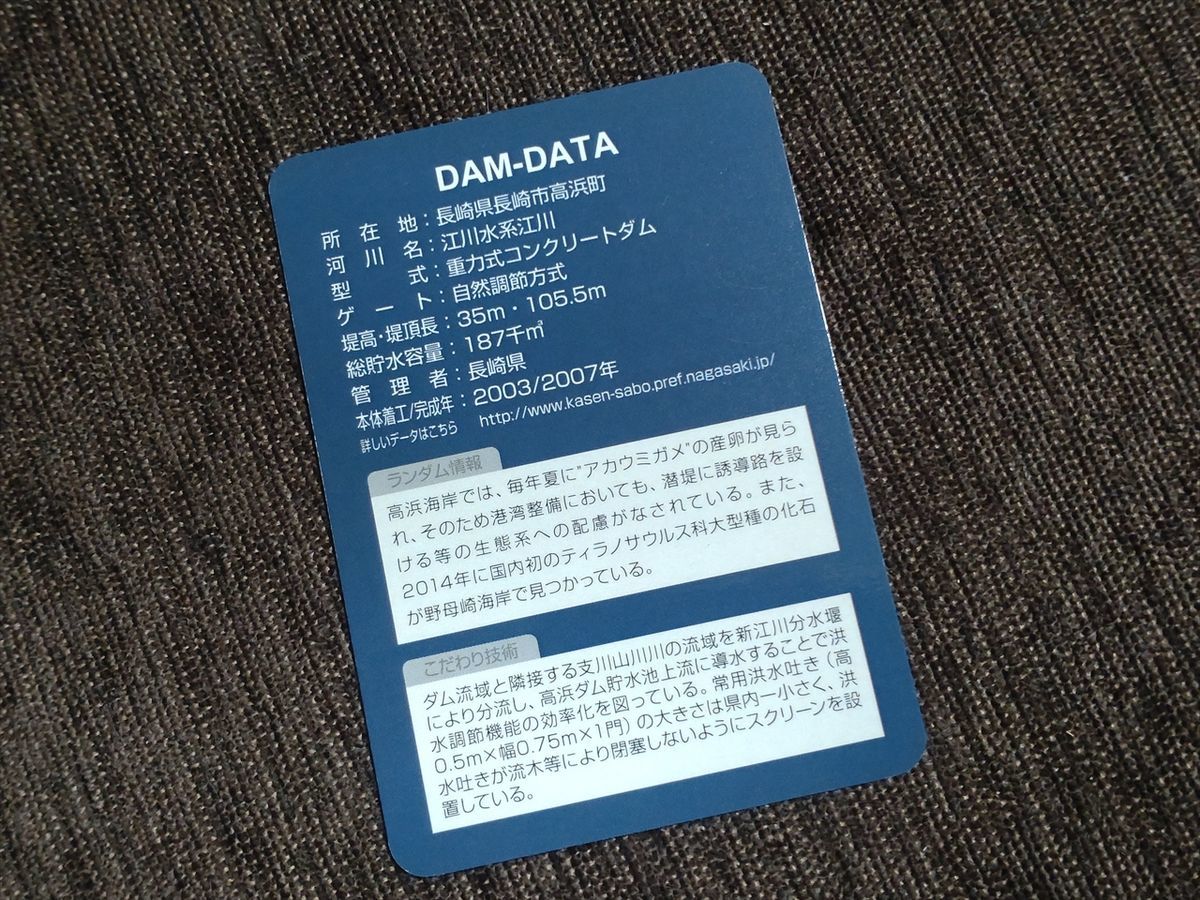 DAM-DATA
所在地：長崎県長崎市高浜町
河川名：江川水系江川
型式：重力式コンクリートダム
ゲート：自然調節方式
堤高・堤頂長：35m・105.5m
総貯水容量：187千㎥
管理者：長崎県
本体着工/完成年：2003/2007年
詳しいデータはこちら http://www.kasen-sabo.pref.nagasaki.jp/
ランダム情報
高浜海岸では、毎年夏に"アカウミガメ"の産卵が見ら
れ、そのため港湾整備においても、潜堤に誘導路を設
ける等の生態系への配慮がなされている。また、
2014年に国内初のティラノサウルス科大型種の化石
が野母崎海岸で見つかっている。
こだわり技術
ダム流域と隣接する支川山川川の流域を新江川分水堰
により分流し、高浜ダム貯水池上流に導水することで洪
水調節機能の効率化を図っている。常用洪水吐き（高
0.5m×幅0.75m×1門）の大きさは県内一小さく、洪
水吐きが流木等により閉塞しないようにスクリーンを設
置している。